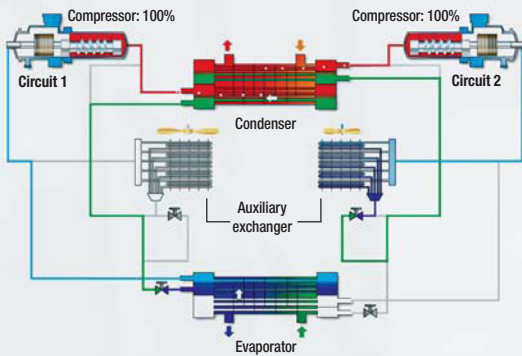 Compressor: 100%
Compressor: 100%
Circuit 1
Circuit 2
Condenser
Auxiliary
exchanger
Evaporator